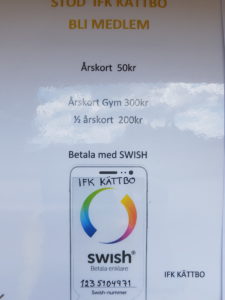 STÖD IFK KÄTTBO
BLI MEDLEM
Årskort 50kr
Årskort Gym 300kr
½ årskort 200kr
Betala med SWISH
IFK KÄTTBO
swish®
Betala enklare
1235104971
Swish-nummer
IFK KÄTTBO